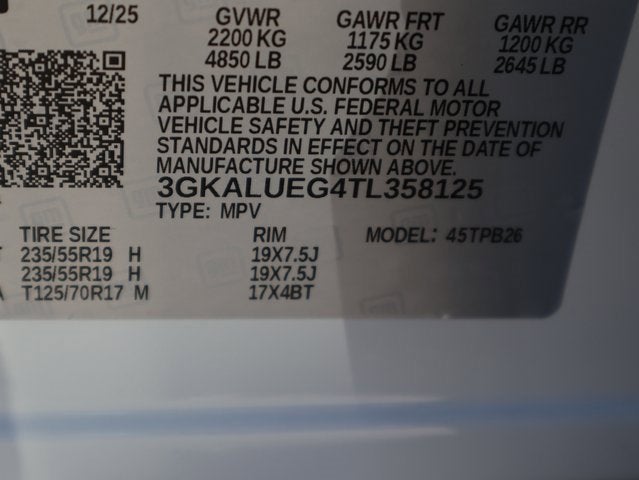 12/25 GVWR GAWR FRT GAWR RR
2200 KG 1175 KG 1200 KG
4850 LB 2590 LB 2645 LB
THIS VEHICLE CONFORMS TO ALL
APPLICABLE U.S. FEDERAL MOTOR
VEHICLE SAFETY AND THEFT PREVENTION
STANDARDS IN EFFECT ON THE DATE OF
MANUFACTURE SHOWN ABOVE.
3GKALUEG4TL358125
TYPE: MPV
TIRE SIZE RIM MODEL: 45TPB26
235/55R19 H 19X7.5J
235/55R19 H 19X7.5J
T125/70R17 M 17X4BT